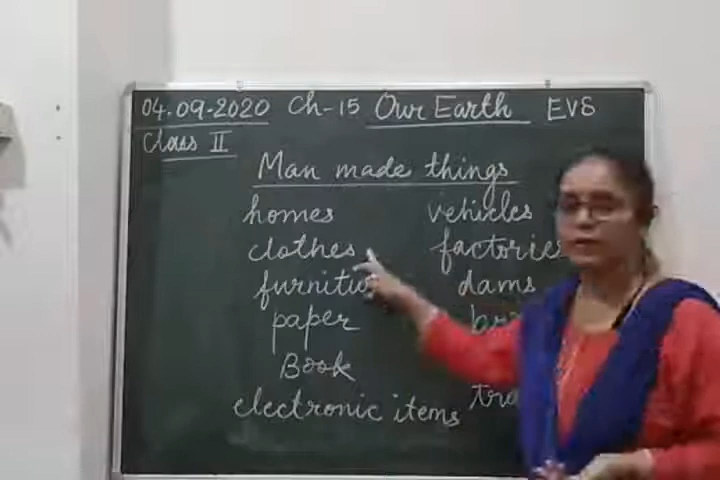 04.09-2020 Ch-15 Our Earth EVS
Class II
Man made things
homes vehicles
clothes factories
dams
paper
Book
electronic items